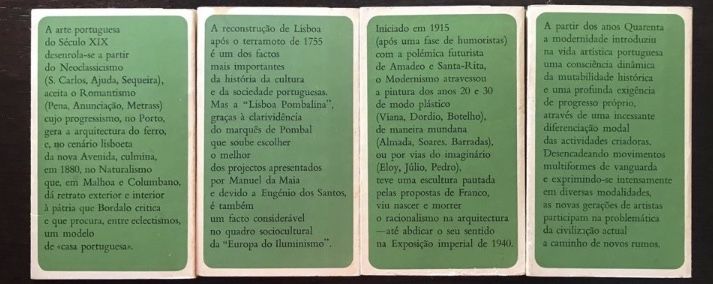 A arte portuguesa
do Século XIX
desenrola-se a partir
do Neoclassicismo
(S. Carlos, Ajuda, Sequeira),
aceita o Romantismo
(Pena, Anunciação, Metrass)
cujo progressismo, no Porto,
gera a arquitectura do ferro,
e, no cenário lisboeta
da nova Avenida, culmina,
em 1880, no Naturalismo
que, em Malhoa e Columbano,
dá retrato exterior e interior
à pátria que Bordalo critica
e que procura, entre eclectismos,
um modelo
de «casa portuguesa».
A reconstrução de Lisboa
após o terramoto de 1755
é um dos factos
mais importantes
da história da cultura
e da sociedade portuguesas.
Mas a "Lisboa Pombalina",
graças à clarividência
do marquês de Pombal
que soube escolher
o melhor
dos projectos apresentados
por Manuel da Maia
e devido a Eugénio dos Santos,
é também
um facto considerável
no quadro sociocultural
da "Europa do Iluminismo".
Iniciado em 1915
(após uma fase de humoristas)
com a polémica futurista
de Amadeo e Santa-Rita,
o Modernismo atravessou
a pintura dos anos 20 e 30
de modo plástico
(Viana, Dordio, Botelho),
de maneira mundana
(Almada, Soares, Barradas),
ou por vias do imaginário
(Eloy, Júlio, Pedro),
teve uma escultura pautada
pelas propostas de Franco,
viu nascer e morrer
o racionalismo na arquitectura
—até abdicar o seu sentido
na Exposição imperial de 1940.
A partir dos anos Quarenta
a modernidade introduziu
na vida artística portuguesa
uma consciência dinâmica
da mutabilidade histórica
e uma profunda exigência
de progresso próprio,
através de uma incessante
diferenciação modal
das actividades criadoras.
Desencadeando movimentos
multiformes de vanguarda
e exprimindo-se intensamente
em diversas modalidades,
as novas gerações de artistas
participam na problemática
da civilização actual
a caminho de novos rumos.